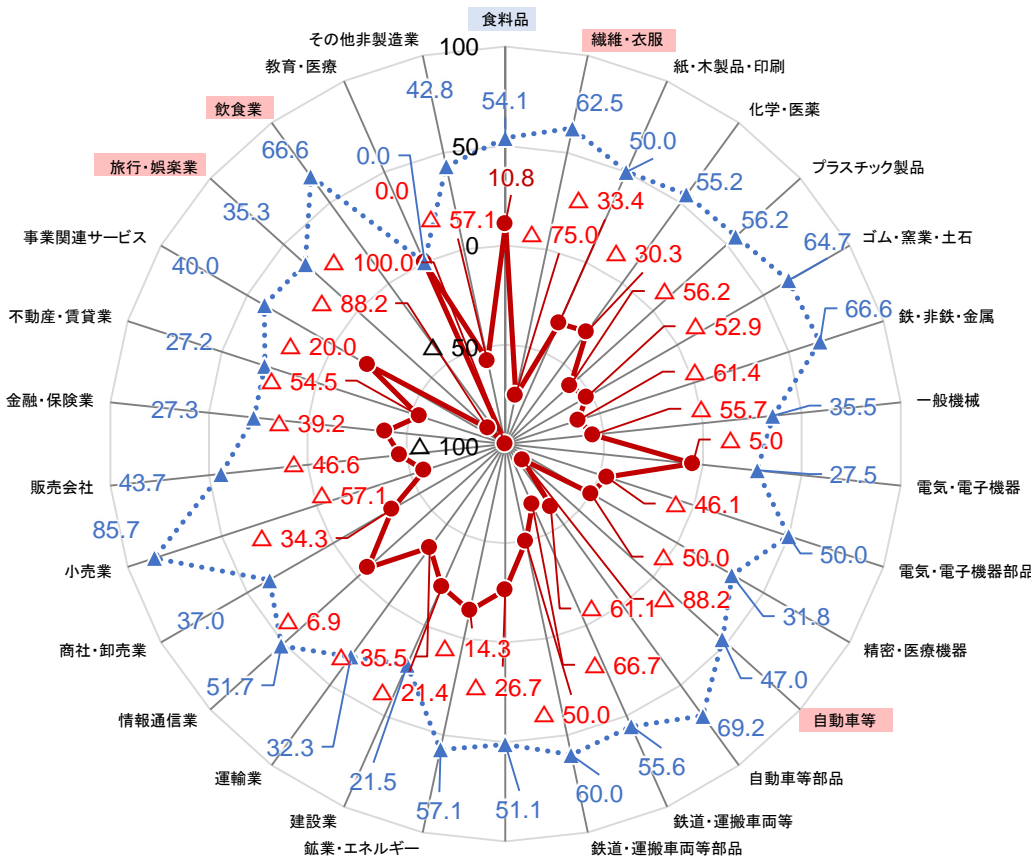 食料品
その他非製造業
100
繊維・衣服
教育・医療
紙・木製品・印刷
42.8
54.1
62.5
飲食業
化学・医薬
66.6
0.0
50
50.0
旅行・娯楽業
0.0
10.8
△ 33.4
55.2
プラスチック製品
35.3
△ 57.1
△ 75.0
56.2
事業関連サービス
△ 100.0
0
△ 30.3
64.7
ゴム・窯業・土石
40.0
△ 88.2
△ 56.2
不動産・賃貸業
△ 20.0
△ 50
△ 52.9
66.6
鉄・非鉄・金属
27.2
△ 54.5
△ 61.4
金融・保険業
27.3
△ 39.2
△ 55.7
35.5
一般機械
△ 100
△ 5.0
販売会社
43.7
△ 46.6
27.5
電気・電子機器
△ 57.1
△ 46.1
85.7
△ 34.3
△ 50.0
50.0
小売業
電気・電子機器部品
37.0
△ 6.9
△ 61.1
△ 88.2
31.8
商社・卸売業
精密・医療機器
51.7
△ 35.5
△ 14.3
△ 66.7
47.0
情報通信業
△ 21.4
△ 26.7
△ 50.0
69.2
自動車等
32.3
55.6
運輸業
21.5
57.1
51.1
60.0
自動車等部品
建設業
鉄道・運搬車両等
鉱業・エネルギー
鉄道・運搬車両等部品